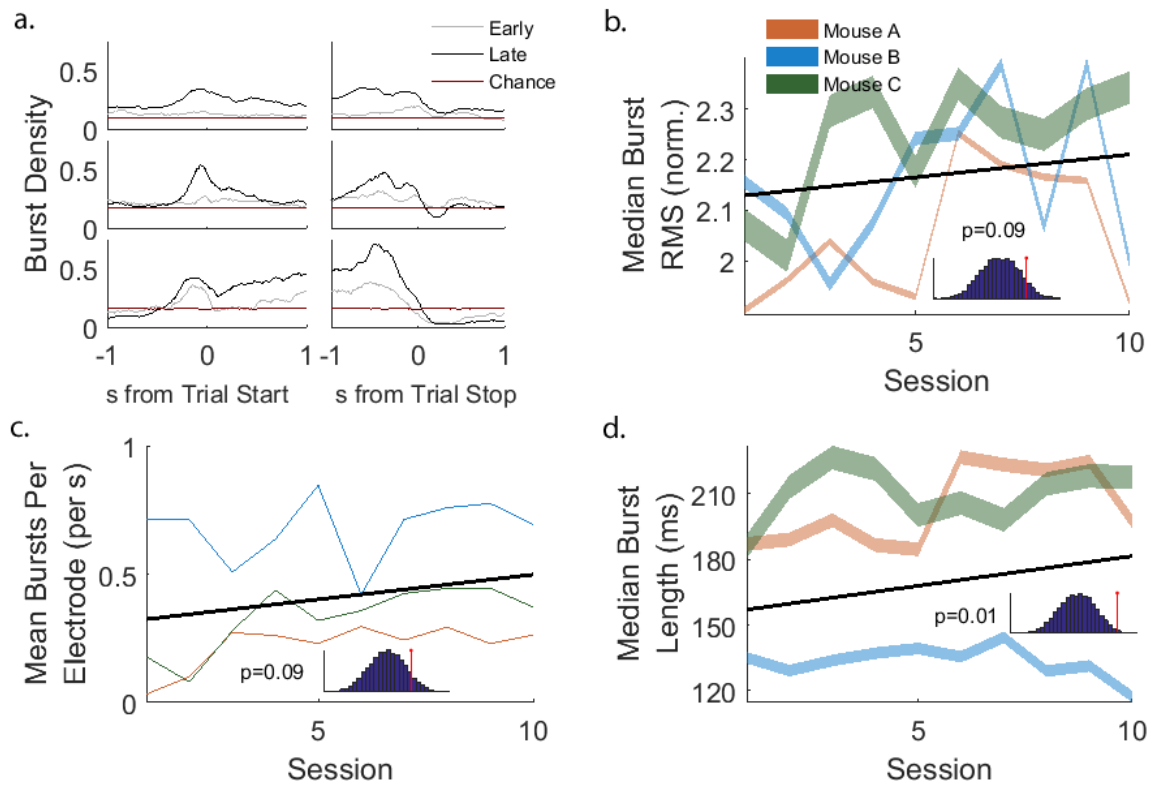 a.
Early
Late
Chance
0.5
0
0.5
0
0.5
0
Burst Density
-1 0 1
-1 0 1
s from Trial Start
s from Trial Stop
b.
Mouse A
Mouse B
Mouse C
2.3
2.2
2.1
2
Median Burst
RMS (norm.)
p=0.09
5 10
Session
c.
1
0.5
0
Mean Bursts Per
Electrode (per s)
p=0.09
5 10
Session
d.
210
180
150
120
Median Burst
Length (ms)
p=0.01
5 10
Session